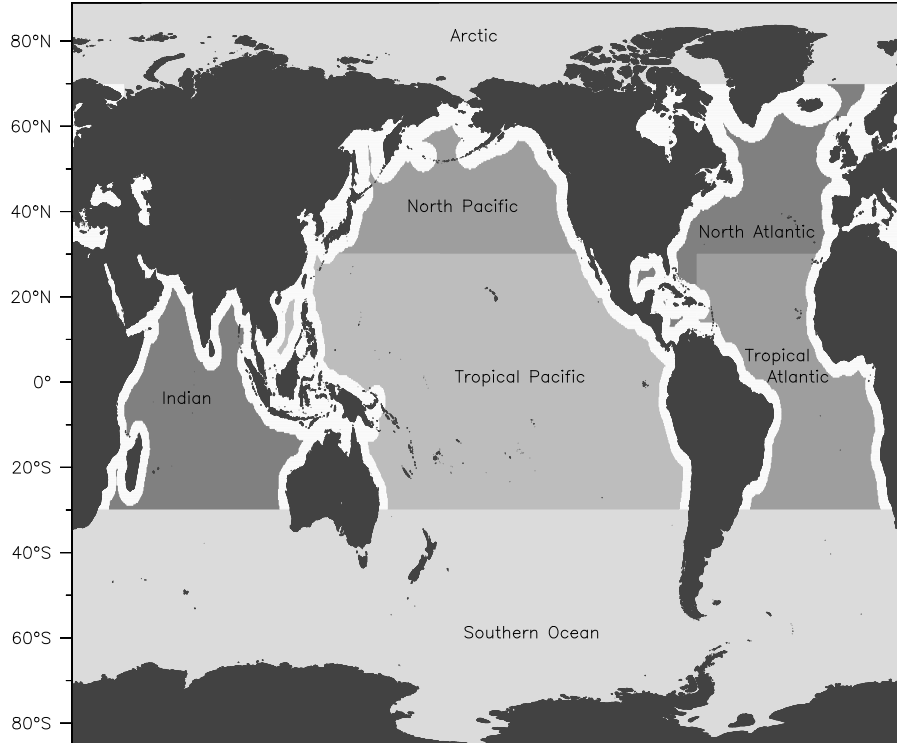 80°N
Arctic
60°N
North Pacific
40°N
North Atlantic
20°N
Tropical
Atlantic
0°
Tropical Pacific
Indian
20°S
40°S
Southern Ocean
60°S
80°S